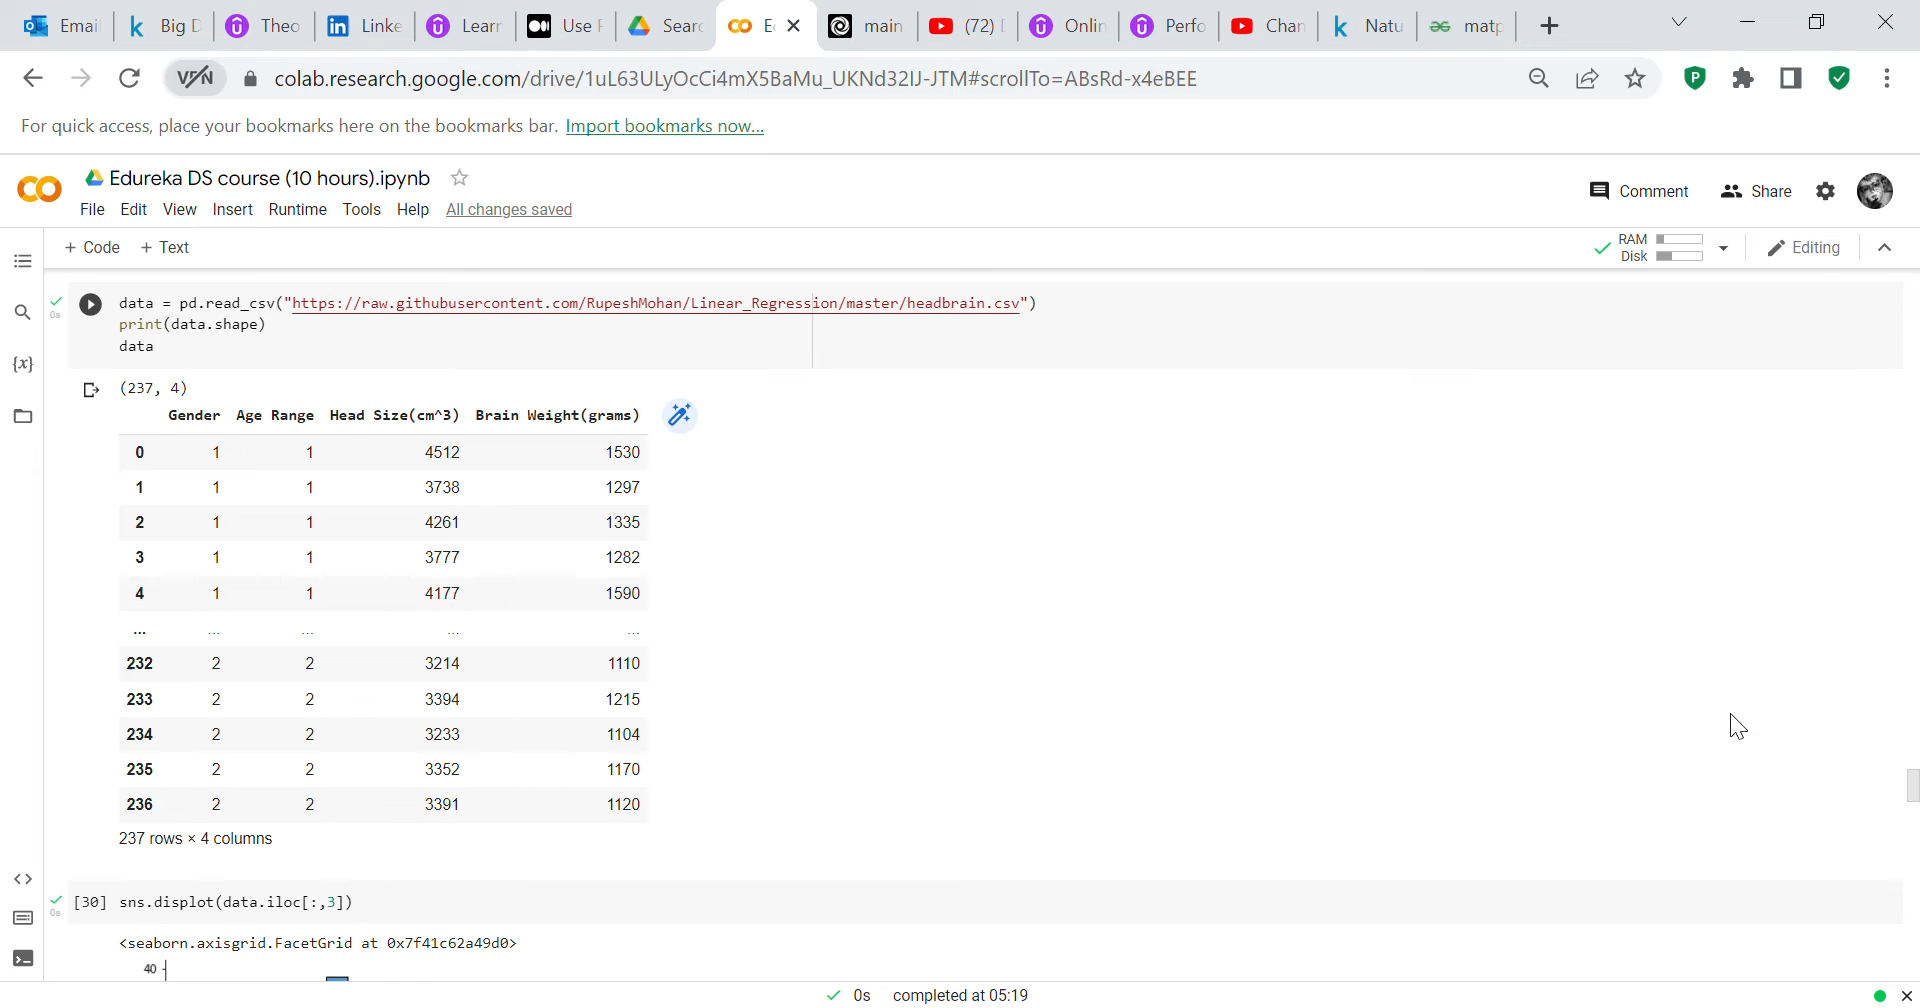 Emai Big D Theo Linke Learr Use F Searc E main (72) Onlin Perfo Chan Natu matp
VPN colab.research.google.com/drive/1uL63ULyOcCi4mX5BaMu_UKNd32IJ-JTM#scrollTo=ABsRd-x4eBEE
For quick access, place your bookmarks here on the bookmarks bar. Import bookmarks now...
Edureka DS course (10 hours).ipynb
Comment Share
File Edit View Insert Runtime Tools Help All changes saved
+ Code + Text
RAM
Disk
Editing
data = pd.read_csv("https://raw.githubusercontent.com/RupeshMohan/Linear_Regression/master/headbrain.csv")
print(data.shape)
data
0s
{x}
(237, 4)
Gender Age Range Head Size(cm^3) Brain Weight(grams)
0 1 1 4512 1530
1 1 1 3738 1297
2 1 1 4261 1335
3 1 1 3777 1282
4 1 1 4177 1590
... ... ... ... ...
232 2 2 3214 1110
233 2 2 3394 1215
234 2 2 3233 1104
235 2 2 3352 1170
236 2 2 3391 1120
237 rows × 4 columns
[30] sns.displot(data.iloc[:,3])
0s
<seaborn.axisgrid.FacetGrid at 0x7f41c62a49d0>
40
0s completed at 05:19